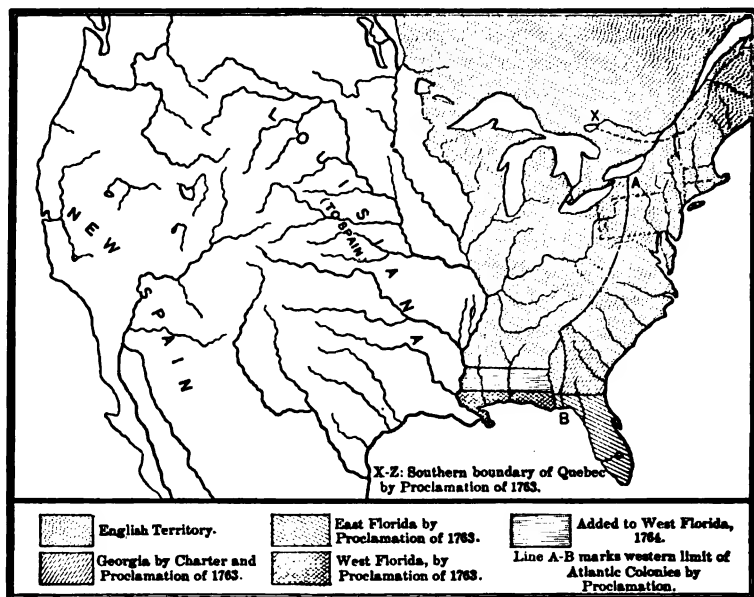 X
A
LOUISIANA
(TO SPAIN)
NEW SPAIN
B
X-Z: Southern boundary of Quebec
by Proclamation of 1763.
English Territory.
East Florida by
Proclamation of 1763.
Added to West Florida,
1764.
Georgia by Charter and
Proclamation of 1763.
West Florida, by
Proclamation of 1763.
Line A-B marks western limit of
Atlantic Colonies by
Proclamation.